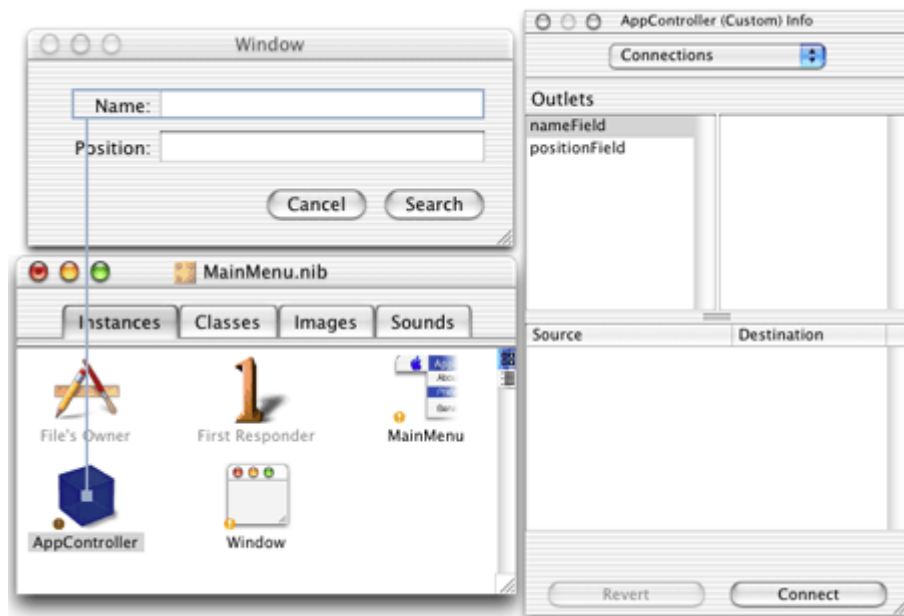 Window
Name:
Position:
Cancel Search
MainMenu.nib
Instances Classes Images Sounds
File's Owner First Responder MainMenu
AppController Window
AppController (Custom) Info
Connections
Outlets
nameField
positionField
Source Destination
Revert Connect